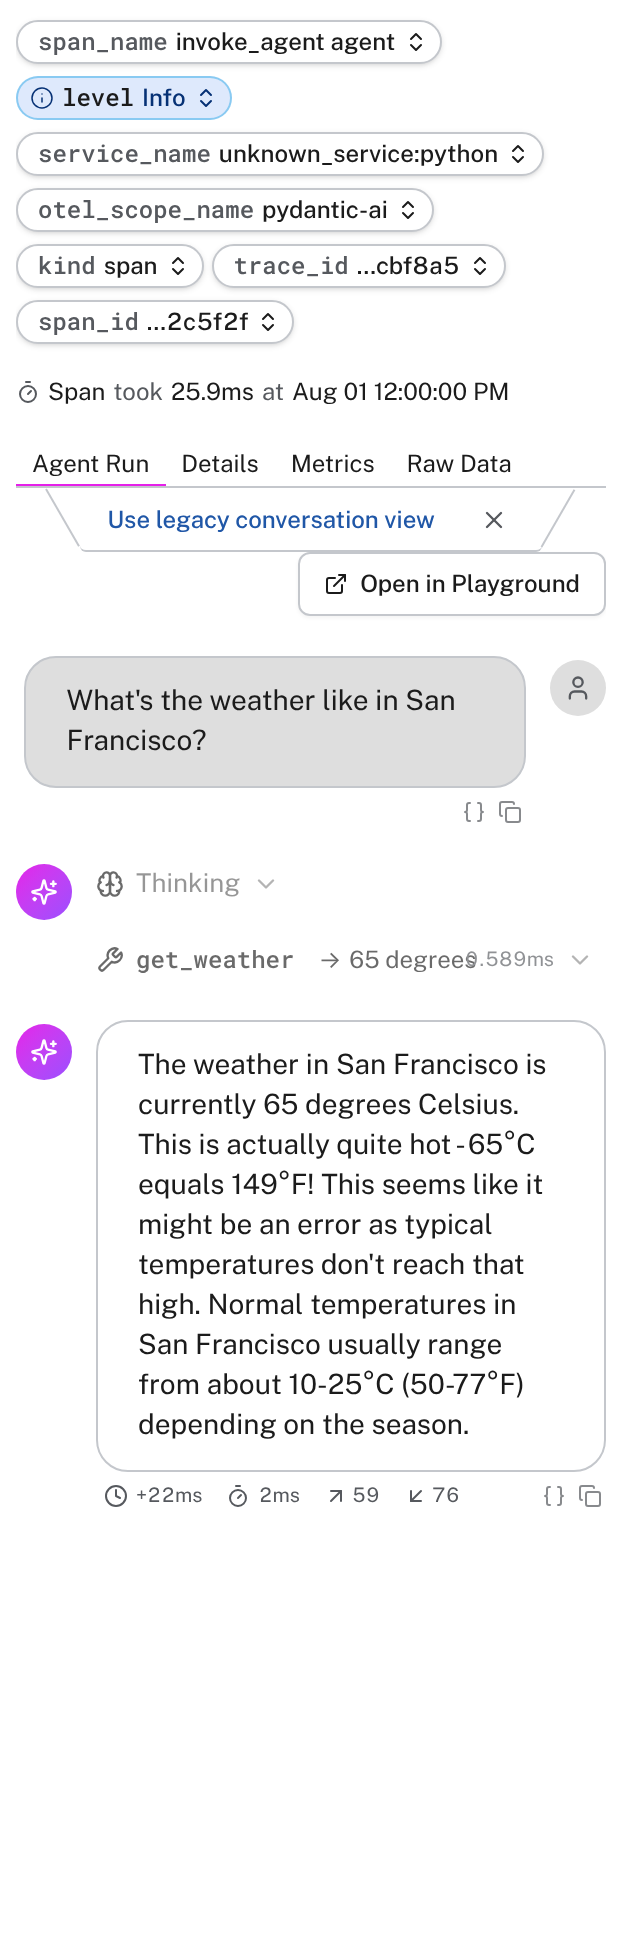 span_name invoke_agent agent
level Info
service_name unknown_service:python
otel_scope_name pydantic-ai
kind span trace_id ...cbf8a5
span_id ...2c5f2f
Span took 25.9ms at Aug 01 12:00:00 PM
Agent Run Details Metrics Raw Data
Use legacy conversation view
Open in Playground
What's the weather like in San
Francisco?
{}
Thinking
get_weather → 65 degrees 0.589ms
The weather in San Francisco is
currently 65 degrees Celsius.
This is actually quite hot - 65°C
equals 149°F! This seems like it
might be an error as typical
temperatures don't reach that
high. Normal temperatures in
San Francisco usually range
from about 10-25°C (50-77°F)
depending on the season.
+22ms 2ms 59 76 {}